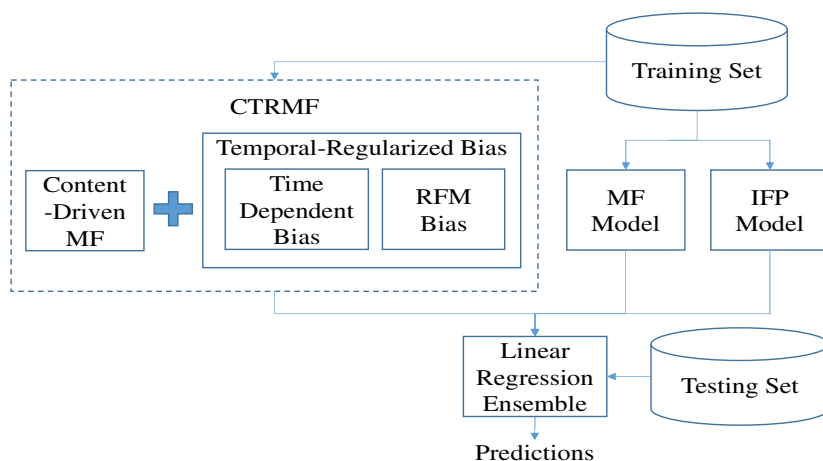 Training Set
CTRMF
Temporal-Regularized Bias
Content
-Driven
MF
Time
Dependent
Bias
RFM
Bias
MF
Model
IFP
Model
Linear
Regression
Ensemble
Testing Set
Predictions